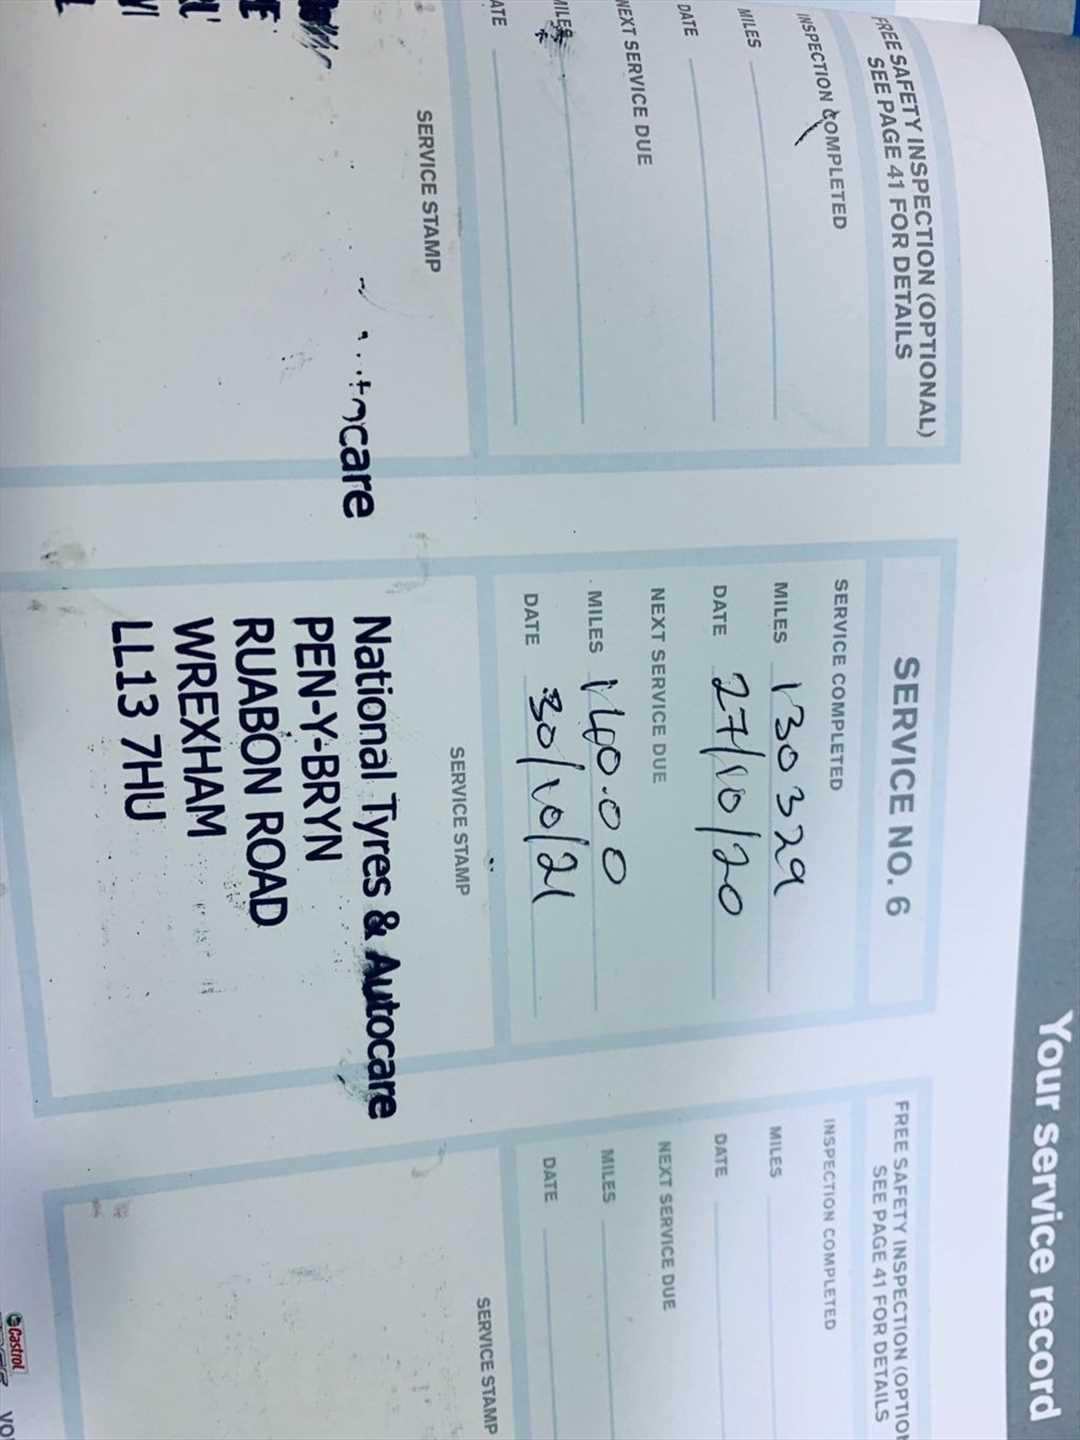 Your service record
FREE SAFETY INSPECTION (OPTIONAL)
SEE PAGE 41 FOR DETAILS
INSPECTION COMPLETED
MILES
DATE
NEXT SERVICE DUE
MILES
DATE
SERVICE STAMP
care
SERVICE NO. 6
SERVICE COMPLETED
MILES 130329
DATE 27/10/20
NEXT SERVICE DUE
MILES 140.00
DATE 30/10/21
SERVICE STAMP
National Tyres & Autocare
PEN-Y-BRYN
RUABON ROAD
WREXHAM
LL13 7HU
FREE SAFETY INSPECTION (OPTION
SEE PAGE 41 FOR DETAILS
INSPECTION COMPLETED
MILES
DATE
NEXT SERVICE DUE
MILES
DATE
SERVICE STAMP
Castrol